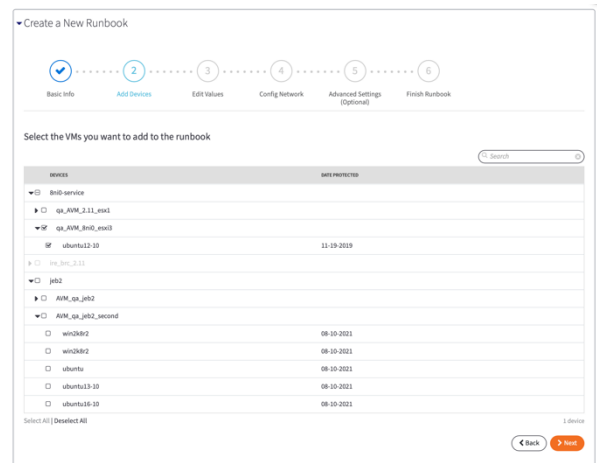 Create a New Runbook
2
3
4
5
6
Basic Info
Add Devices
Edit Values
Config Network
Advanced Settings
(Optional)
Finish Runbook
Select the VMs you want to add to the runbook
Search
DEVICES DATE PROTECTED
8nil0-service
qa_AVM_2.11_esx1
qa_AVM_8ni0_esxi3
ubuntu12-10 11-19-2019
jeb2
AVM_qa_jeb2
AVM_qa_jeb2_second
win2k8r2 08-10-2021
win2k8r2 08-10-2021
ubuntu 08-10-2021
ubuntu13-10 08-10-2021
ubuntu16-10 08-10-2021
Select All | Deselect All 1 device
Back Next